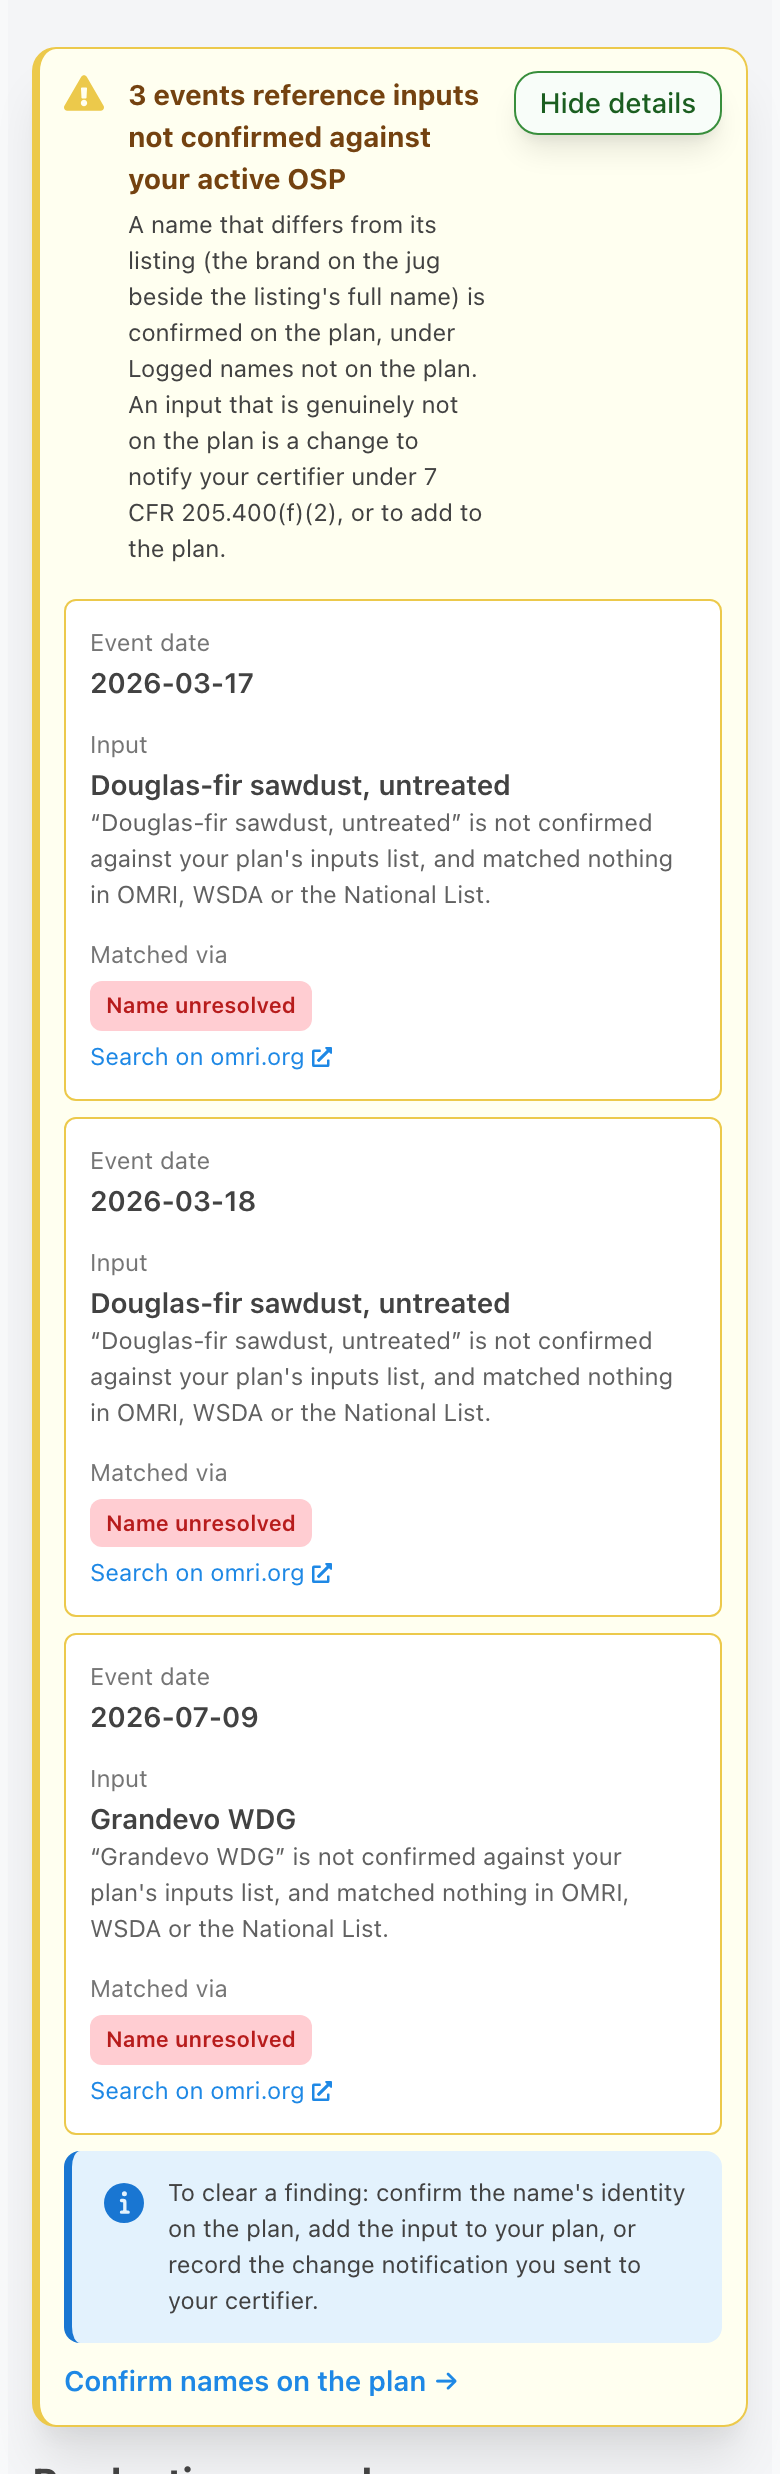 3 events reference inputs
not confirmed against
your active OSP
Hide details
A name that differs from its
listing (the brand on the jug
beside the listing's full name) is
confirmed on the plan, under
Logged names not on the plan.
An input that is genuinely not
on the plan is a change to
notify your certifier under 7
CFR 205.400(f)(2), or to add to
the plan.
Event date
2026-03-17
Input
Douglas-fir sawdust, untreated
“Douglas-fir sawdust, untreated” is not confirmed
against your plan's inputs list, and matched nothing
in OMRI, WSDA or the National List.
Matched via
Name unresolved
Search on omri.org
Event date
2026-03-18
Input
Douglas-fir sawdust, untreated
“Douglas-fir sawdust, untreated” is not confirmed
against your plan's inputs list, and matched nothing
in OMRI, WSDA or the National List.
Matched via
Name unresolved
Search on omri.org
Event date
2026-07-09
Input
Grandevo WDG
“Grandevo WDG” is not confirmed against your
plan's inputs list, and matched nothing in OMRI,
WSDA or the National List.
Matched via
Name unresolved
Search on omri.org
To clear a finding: confirm the name's identity
on the plan, add the input to your plan, or
record the change notification you sent to
your certifier.
Confirm names on the plan →